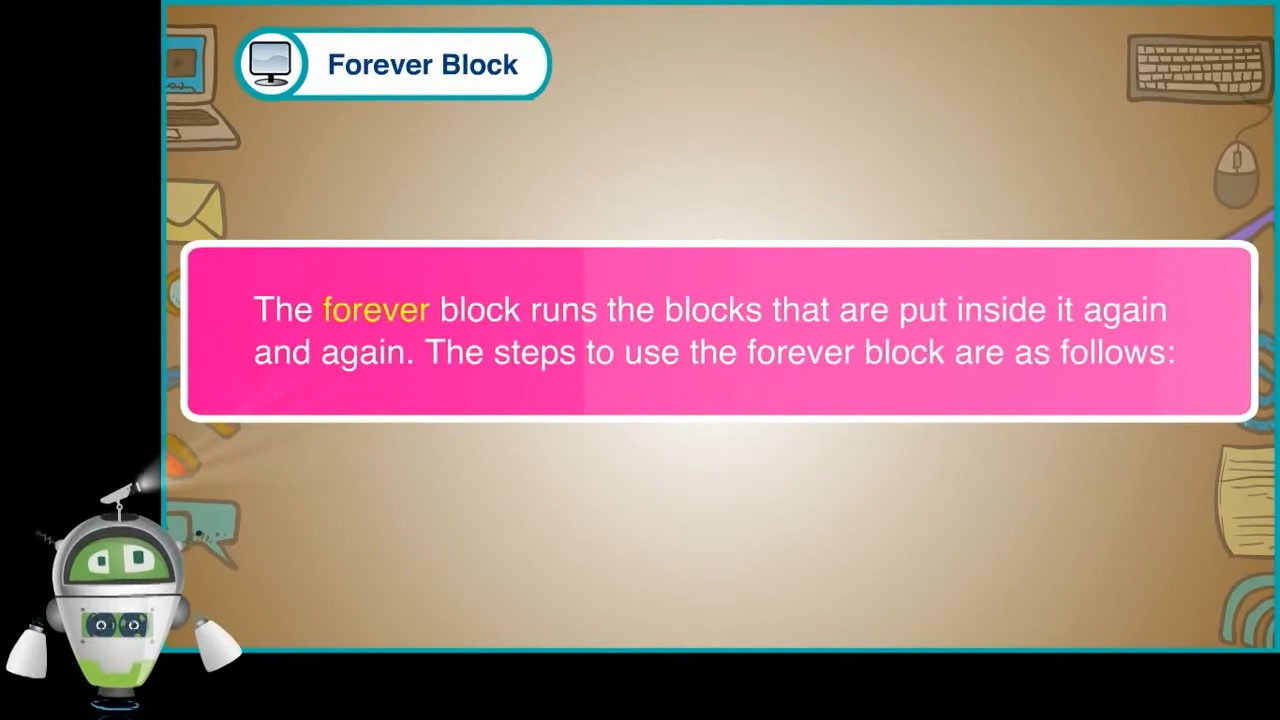 Forever Block
The forever block runs the blocks that are put inside it again
and again. The steps to use the forever block are as follows: